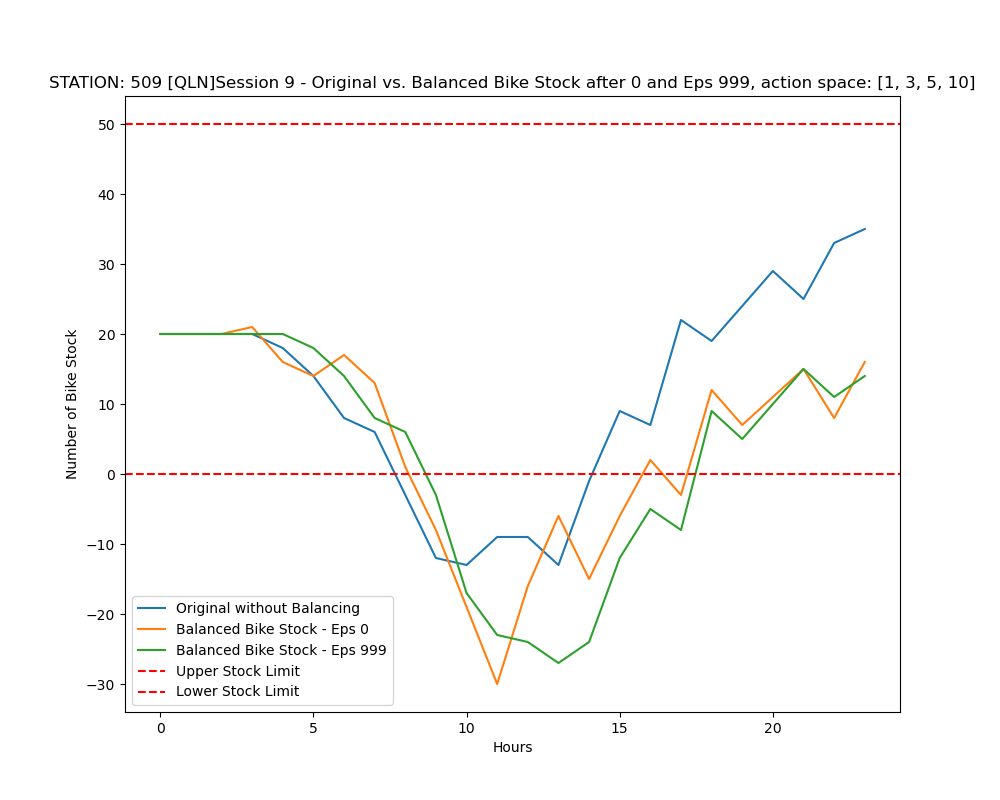 STATION: 509 [QLN]Session 9 - Original vs. Balanced Bike Stock after 0 and Eps 999, action space: [1, 3, 5, 10]
50
40
30
20
10
0
−10
−20
−30
Number of Bike Stock
Original without Balancing
Balanced Bike Stock - Eps 0
Balanced Bike Stock - Eps 999
Upper Stock Limit
Lower Stock Limit
0 5 10 15 20
Hours